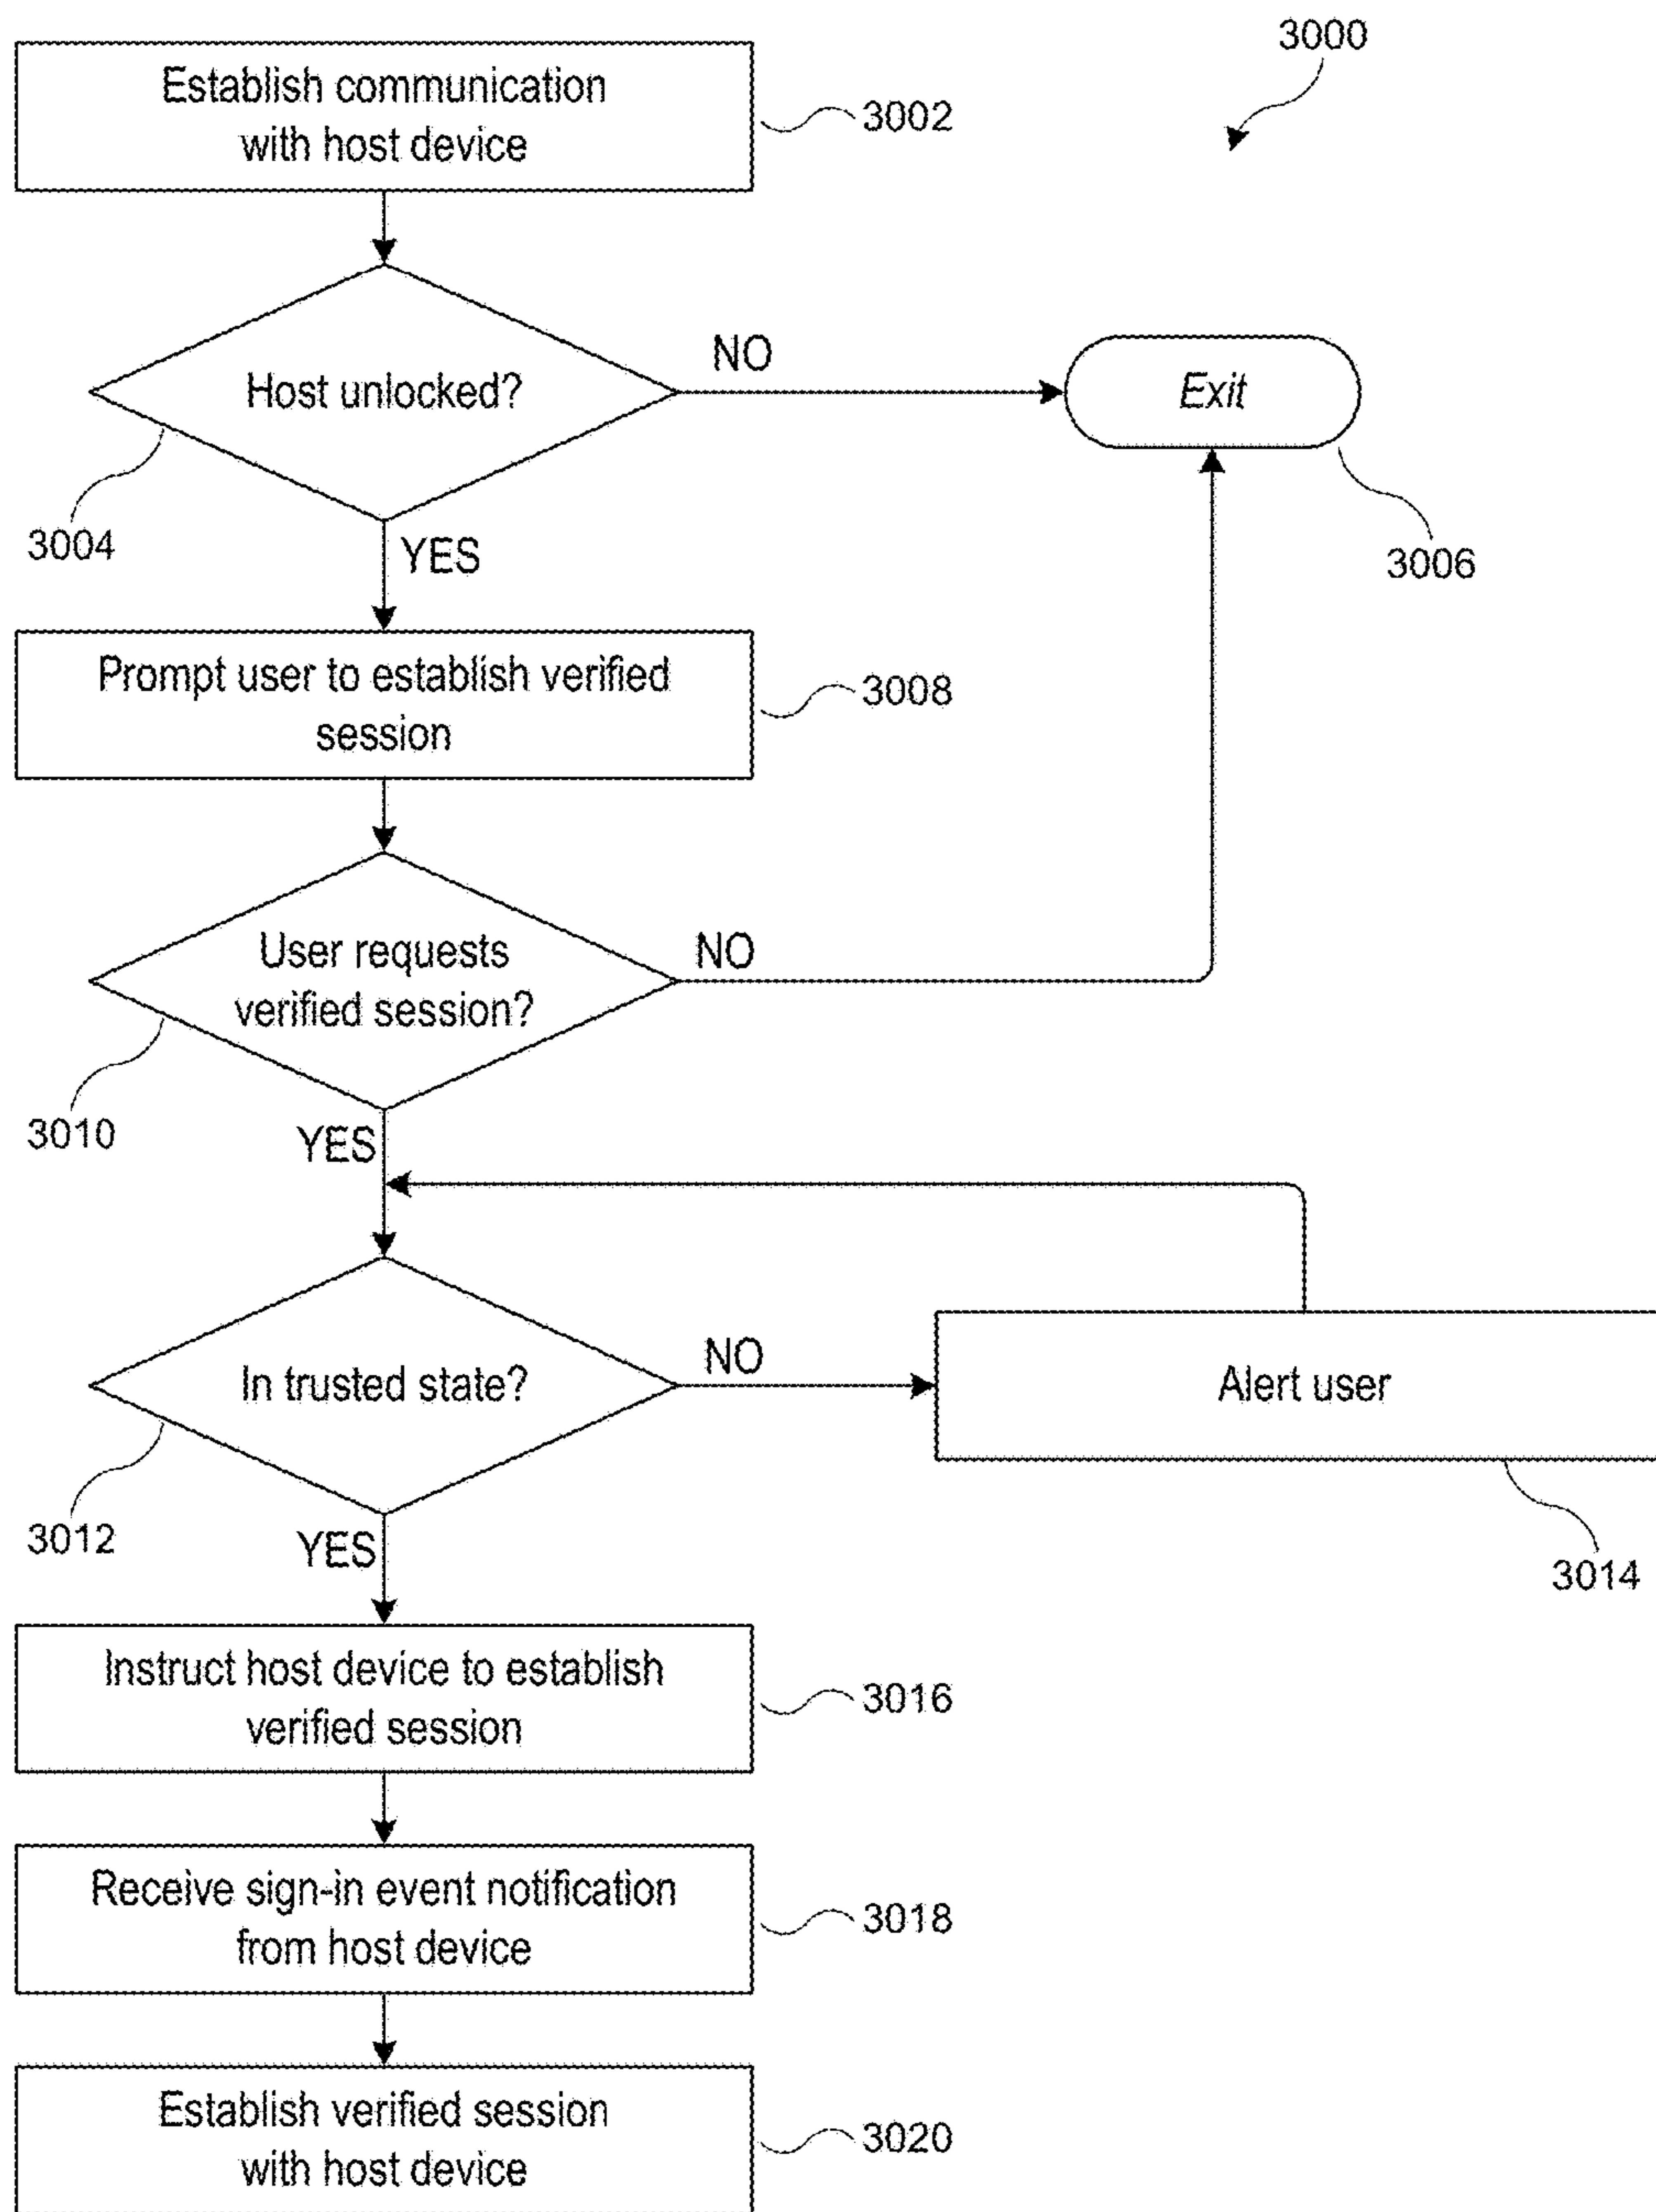 3000
Establish communication
with host device
3002
Host unlocked?
NO
Exit
3004
3006
YES
Prompt user to establish verified
session
3008
User requests
verified session?
NO
3010
YES
In trusted state?
NO
Alert user
3012
3014
YES
Instruct host device to establish
verified session
3016
Receive sign-in event notification
from host device
3018
Establish verified session
with host device
3020